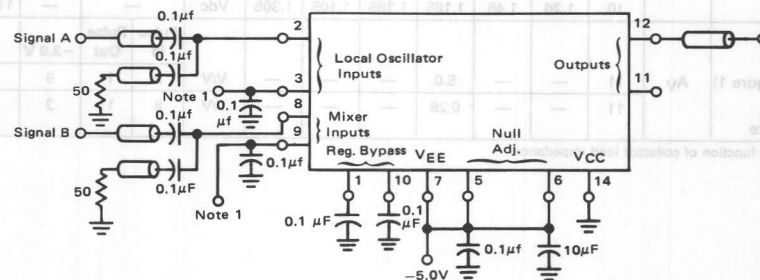 0.1µf
Signal A
2
12
0.1µf
Local Oscillator
Inputs
Outputs
50
Note 1
3
11
0.1
µf
8
0.1µf
Mixer
Inputs
Signal B
9
Null
Adj.
Reg. Bypass
VEE
VCC
0.1µF
0.1µf
50
1
10
7
5
6
14
Note 1
0.1 µF
0.1
µF
0.1µf
10µF
−5.0V